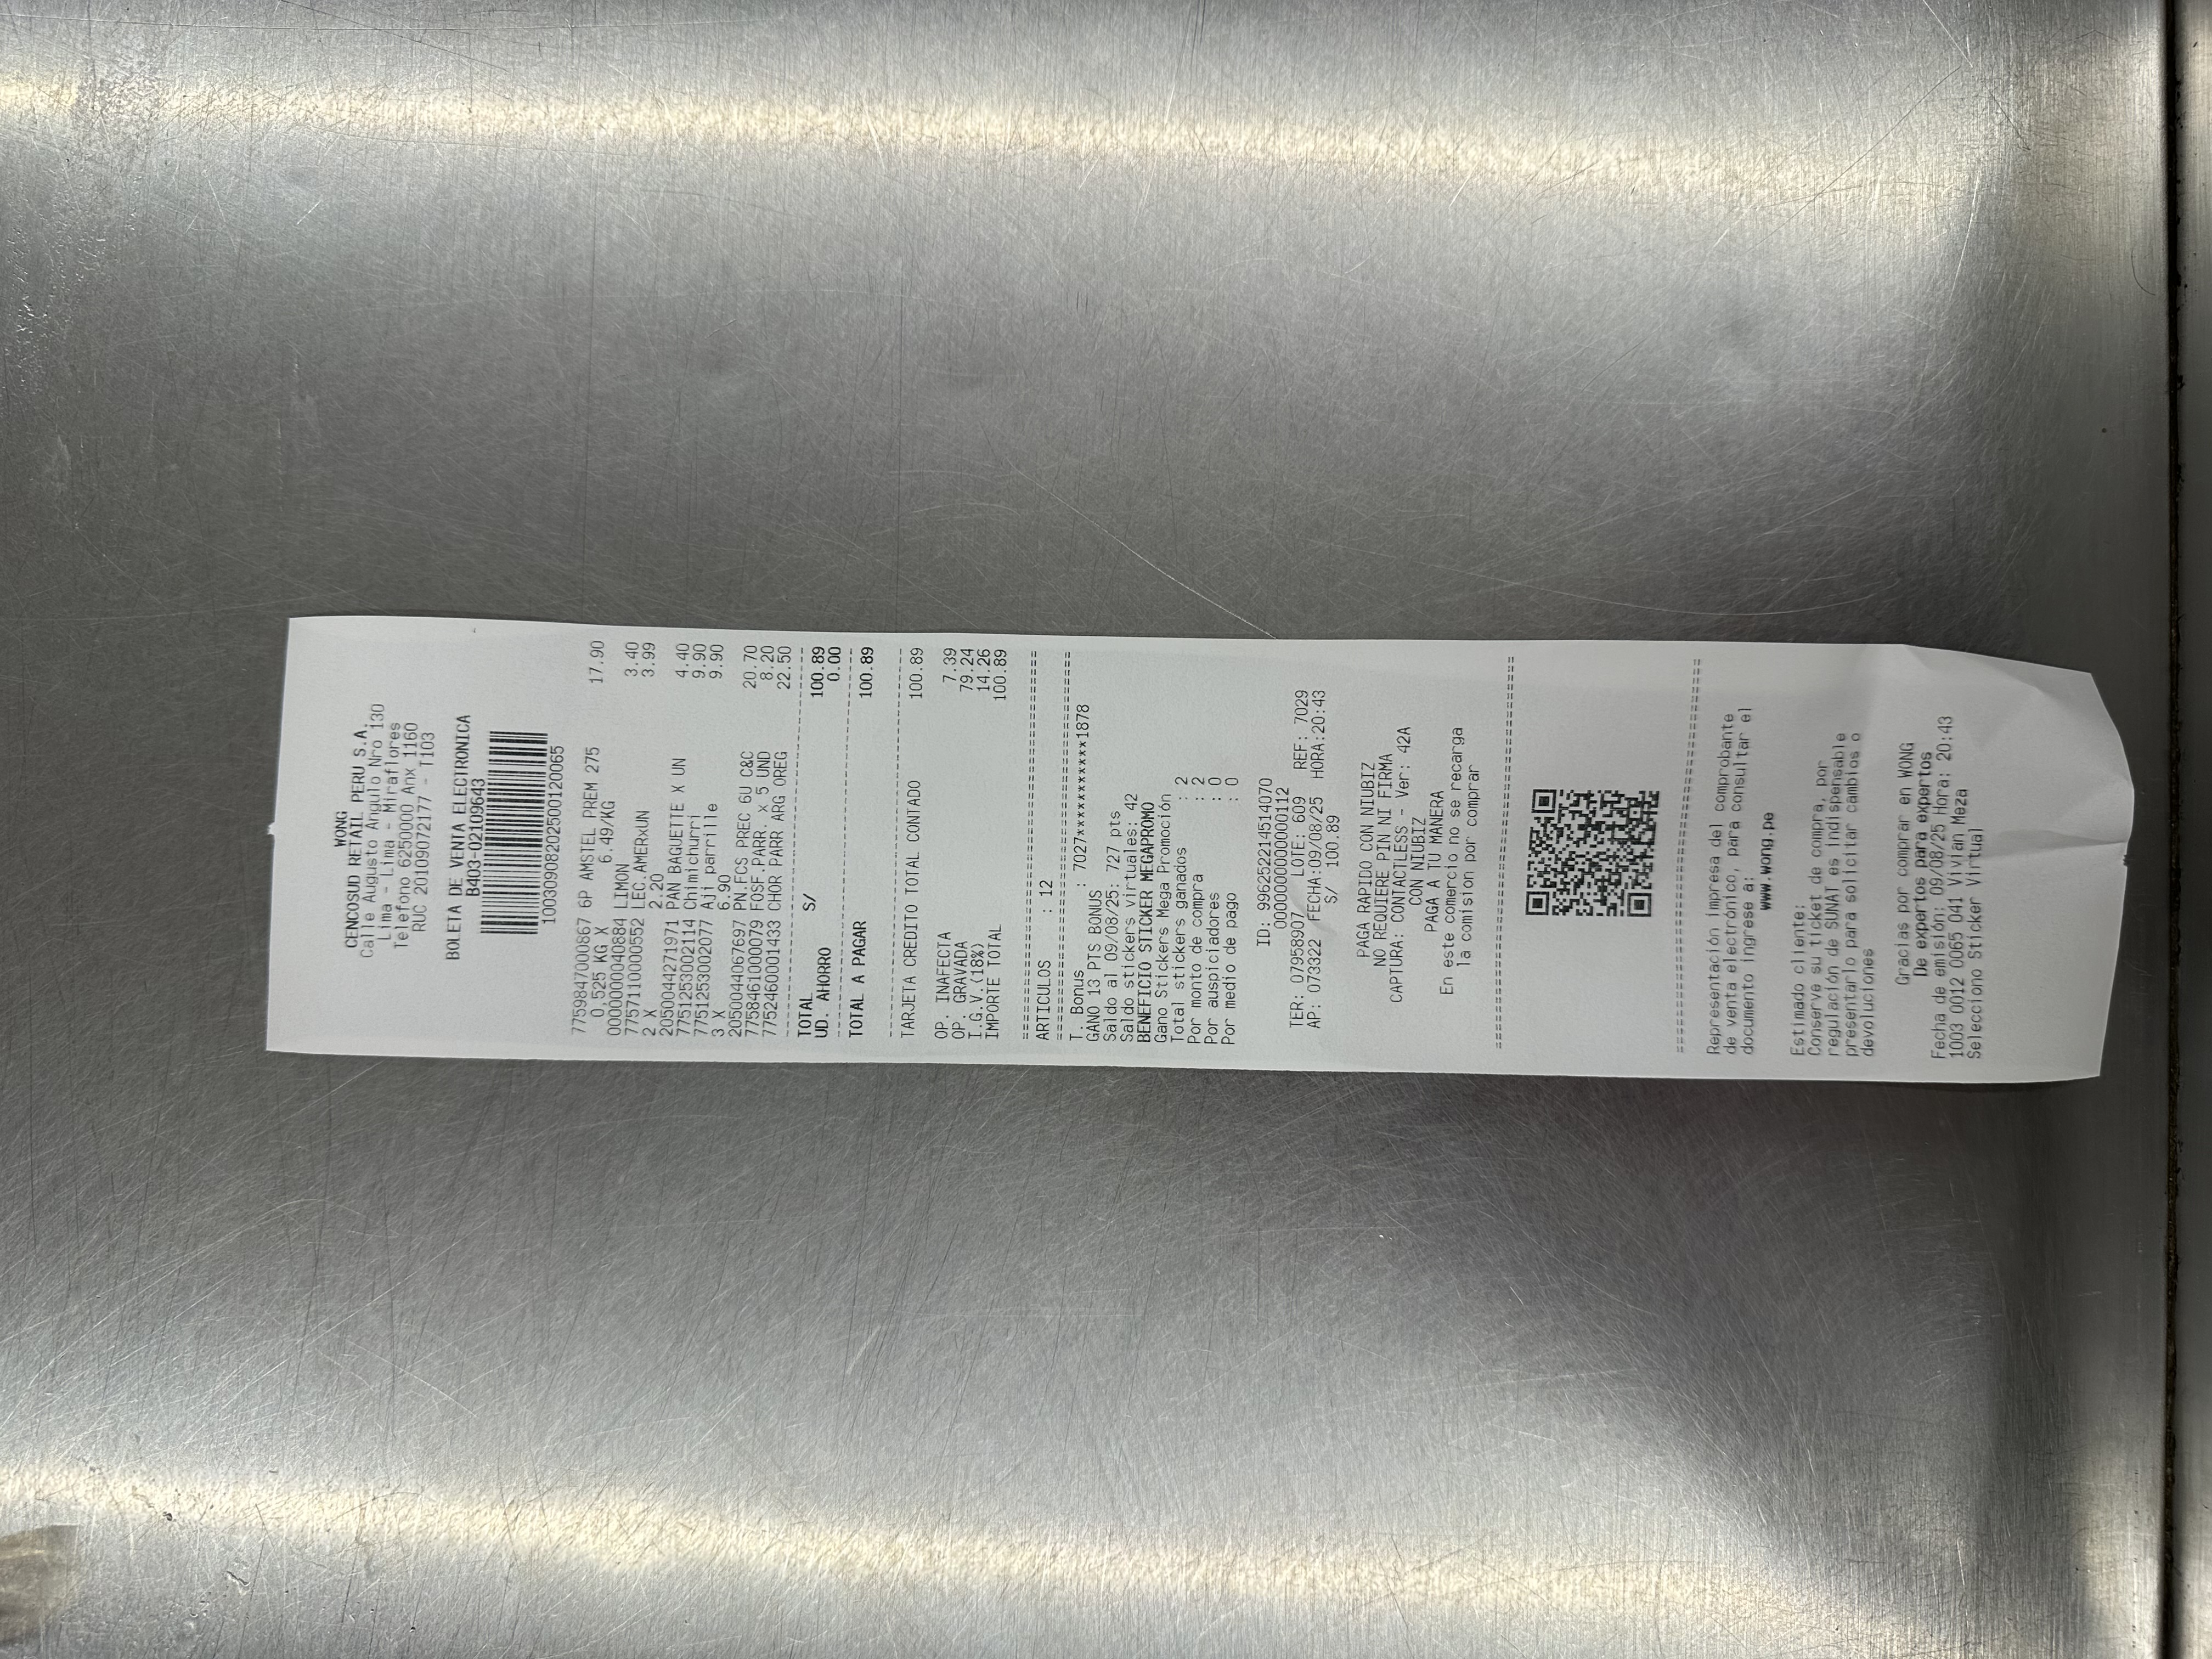 WONG
CENCOSUD RETAIL PERU S.A.
Calle Augusto Angulo Nro 130
Lima - Lima - Miraflores
Telefono 6250000 Anx 1160
RUC 20109072177 - T103
BOLETA DE VENTA ELECTRONICA
B403-02109643
10030908202500120065
7759847000867 6P AMSTEL PREM 275 17.90
0,525 KG X 6.49/KG
0000000040884 LIMON 3.40
7757110000552 LEC.AMERxUN 3.99
2 X 2.20
2050044271971 PAN BAGUETTE X UN 4.40
7751253002114 Chimichurri 9.90
7751253002077 Aji parrille 9.90
3 X 6.90
2050044067697 PN.FCS PREC 6U C&C 20.70
7758461000079 FOSF.PARR. x 5 UND 8.20
7752460001433 CHOR PARR ARG OREG 22.50
TOTAL S/ 100.89
UD. AHORRO 0.00
TOTAL A PAGAR 100.89
TARJETA CREDITO TOTAL CONTADO 100.89
OP. INAFECTA 7.39
OP. GRAVADA 79.24
I.G.V.(18%) 14.26
IMPORTE TOTAL 100.89
ARTICULOS : 12
T. Bonus : 7027***********1878
GANO 13 PTS BONUS
Saldo al 09/08/25: 727 pts
Saldo stickers virtuales: 42
BENEFICIO STICKER MEGAPROMO
Gano Stickers Mega Promoción
Total stickers ganados : 2
Por monto de compra : 2
Por auspiciadores : 0
Por medio de pago : 0
ID: 996252214514070
0000000000000112
TER: 07958907 LOTE: 609 REF: 7029
AP: 073322 FECHA:09/08/25 HORA:20:43
S/ 100.89
PAGA RAPIDO CON NIUBIZ
NO REQUIERE PIN NI FIRMA
CAPTURA: CONTACTLESS - Ver: 42A
CON NIUBIZ
PAGA A TU MANERA
En este comercio no se recarga
la comision por comprar
Representación impresa del comprobante
de venta electrónico, para consultar el
documento ingrese a:
www.wong.pe
Estimado cliente:
Conserve su ticket de compra, por
regulación de SUNAT es indispensable
presentarlo para solicitar cambios o
devoluciones
Gracias por comprar en WONG
De expertos para expertos
Fecha de emisión: 09/08/25 Hora: 20:43
1003 0012 0065 041 Vivian Meza
Selecciono Sticker Virtual